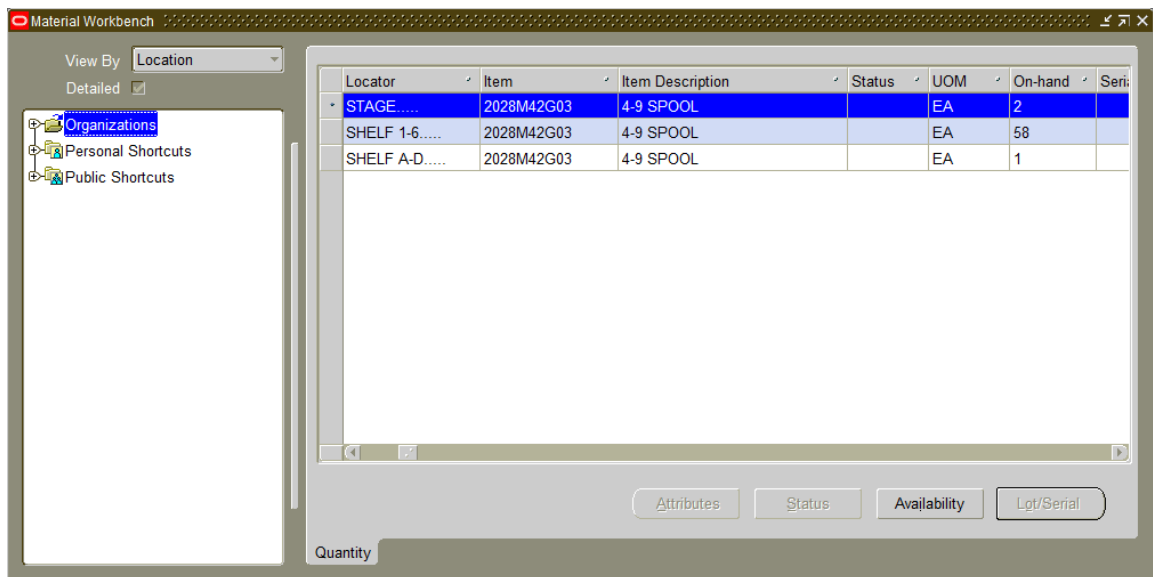 Material Workbench
View By Location
Detailed
Organizations
Personal Shortcuts
Public Shortcuts
Locator Item Item Description Status UOM On-hand Seri
STAGE..... 2028M42G03 4-9 SPOOL EA 2
SHELF 1-6..... 2028M42G03 4-9 SPOOL EA 58
SHELF A-D..... 2028M42G03 4-9 SPOOL EA 1
Attributes Status Availability Lot/Serial
Quantity